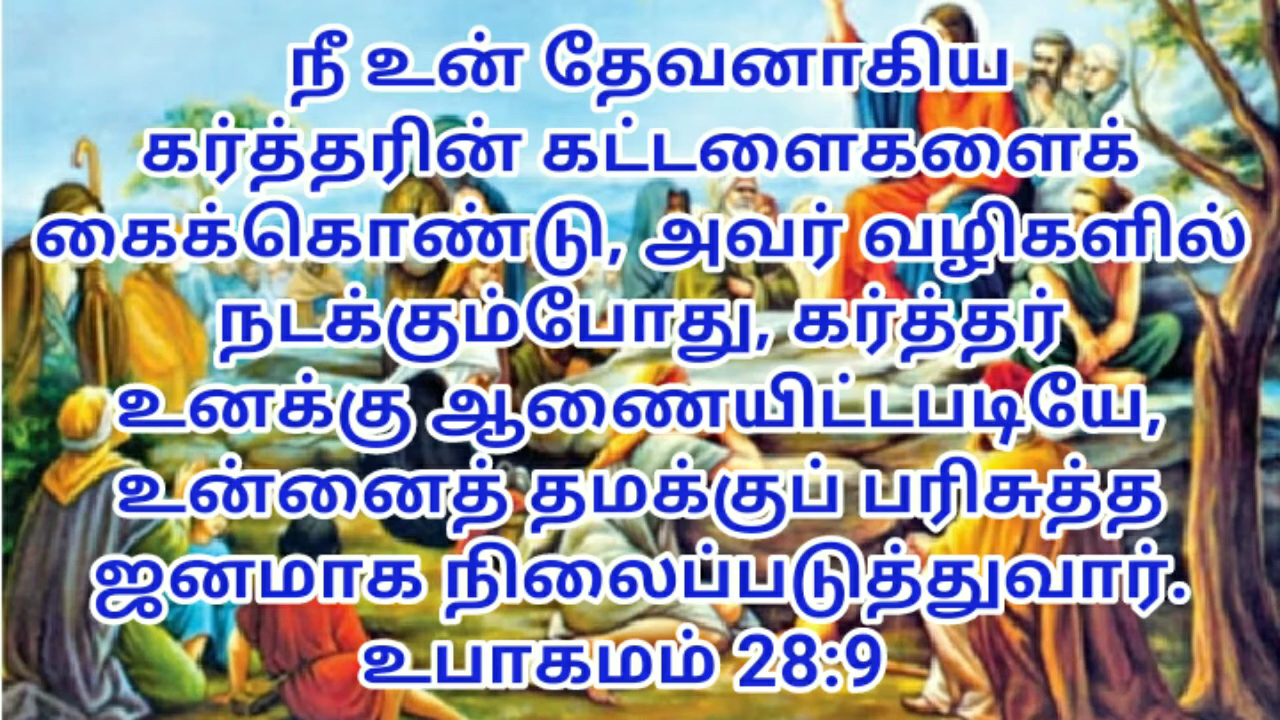 நீ உன் தேவனாகிய
கர்த்தரின் கட்டளைகளைக்
கைக்கொண்டு, அவர் வழிகளில்
நடக்கும்போது, கர்த்தர்
உனக்கு ஆணையிட்டபடியே,
உன்னைத் தமக்குப் பரிசுத்த
ஜனமாக நிலைப்படுத்துவார்.
உபாகமம் 28:9